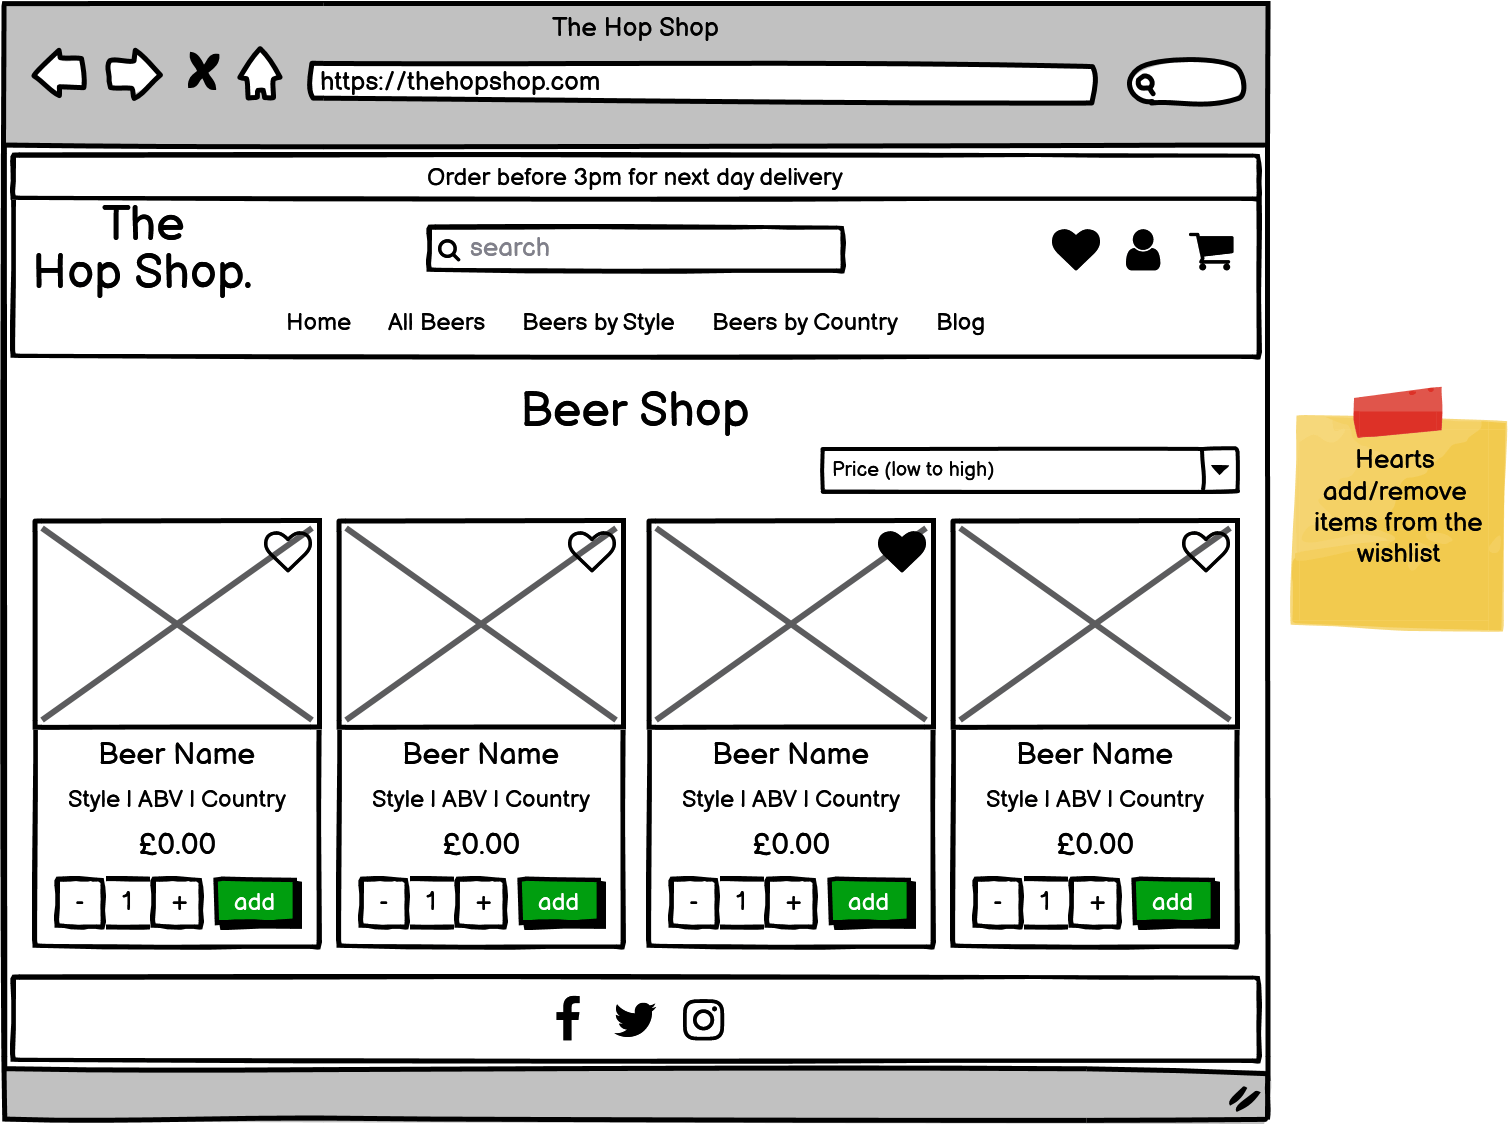 The Hop Shop
https://thehopshop.com
Order before 3pm for next day delivery
The
Hop Shop.
search
Home All Beers Beers by Style Beers by Country Blog
Beer Shop
Price (low to high)
Hearts
add/remove
items from the
wishlist
Beer Name Beer Name Beer Name Beer Name
Style | ABV | Country Style | ABV | Country Style | ABV | Country Style | ABV | Country
£0.00 £0.00 £0.00 £0.00
- 1 + add - 1 + add - 1 + add - 1 + add